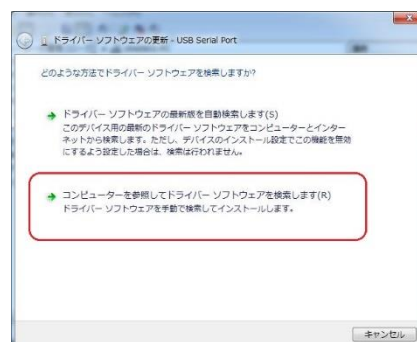 ドライバー ソフトウェアの更新 - USB Serial Port
どのような方法でドライバー ソフトウェアを検索しますか?
ドライバー ソフトウェアの最新版を自動検索します(S)
このデバイス用の最新のドライバー ソフトウェアをコンピューターとインター
ネットから検索します。ただし、デバイスのインストール設定でこの機能を無効
にするよう設定した場合は、検索は行われません。
コンピューターを参照してドライバー ソフトウェアを検索します(R)
ドライバー ソフトウェアを手動で検索してインストールします。
キャンセル